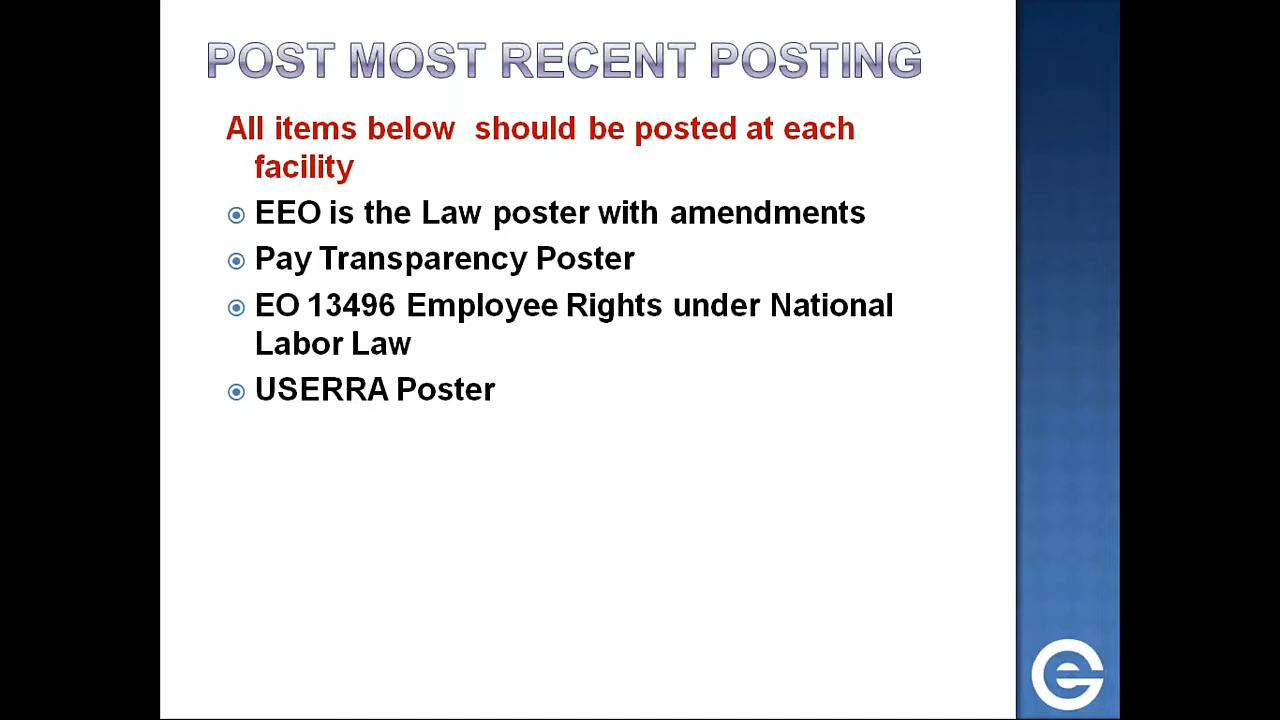 POST MOST RECENT POSTING
All items below  should be posted at each
facility
EEO is the Law poster with amendments
Pay Transparency Poster
EO 13496 Employee Rights under National
Labor Law
USERRA Poster